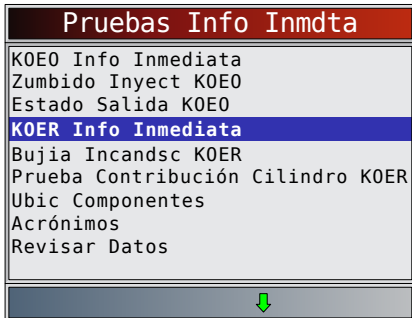 Pruebas Info Inmdta
KOEO Info Inmediata
Zumbido Inyect KOEO
Estado Salida KOEO
KOER Info Inmediata
Bujia Incandsc KOER
Prueba Contribución Cilindro KOER
Ubic Componentes
Acrónimos
Revisar Datos